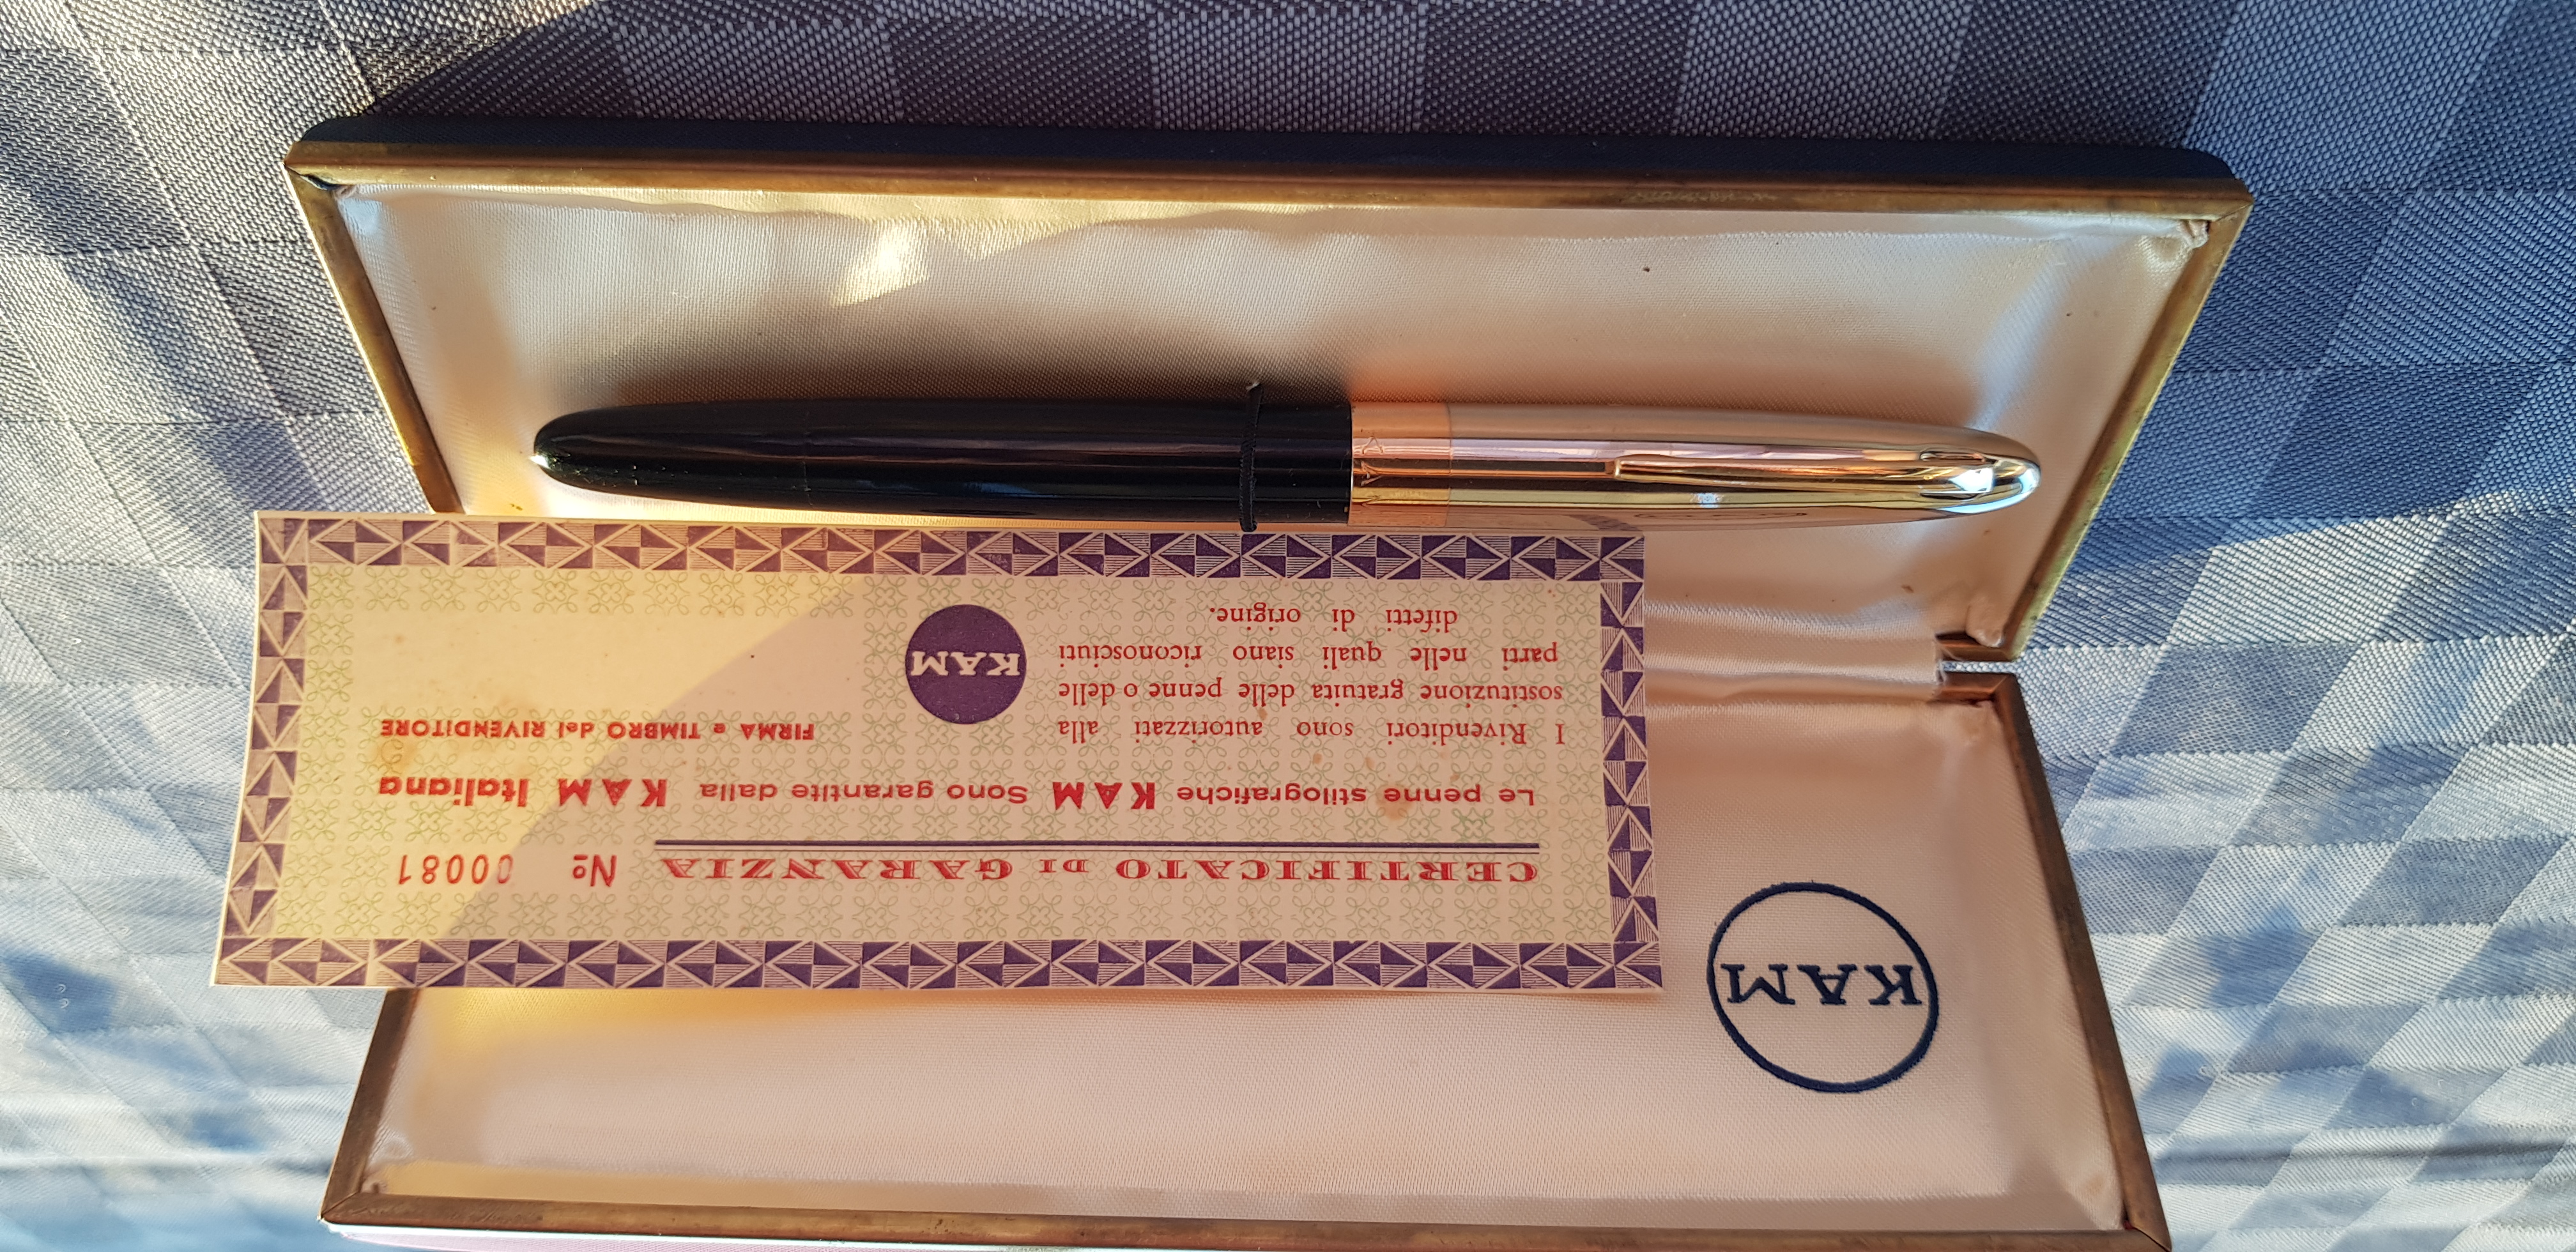 CERTIFICATO DI GARANZIA Nº 00081
Le penne stilografiche KAM Sono garantite dalla KAM Italiana
I Rivenditori sono autorizzati alla
sostituzione gratuita delle penne o delle
parti nelle quali siano riconosciuti
difetti di origine.
KAM
FIRMA e TIMBRO del RIVENDITORE
KAM